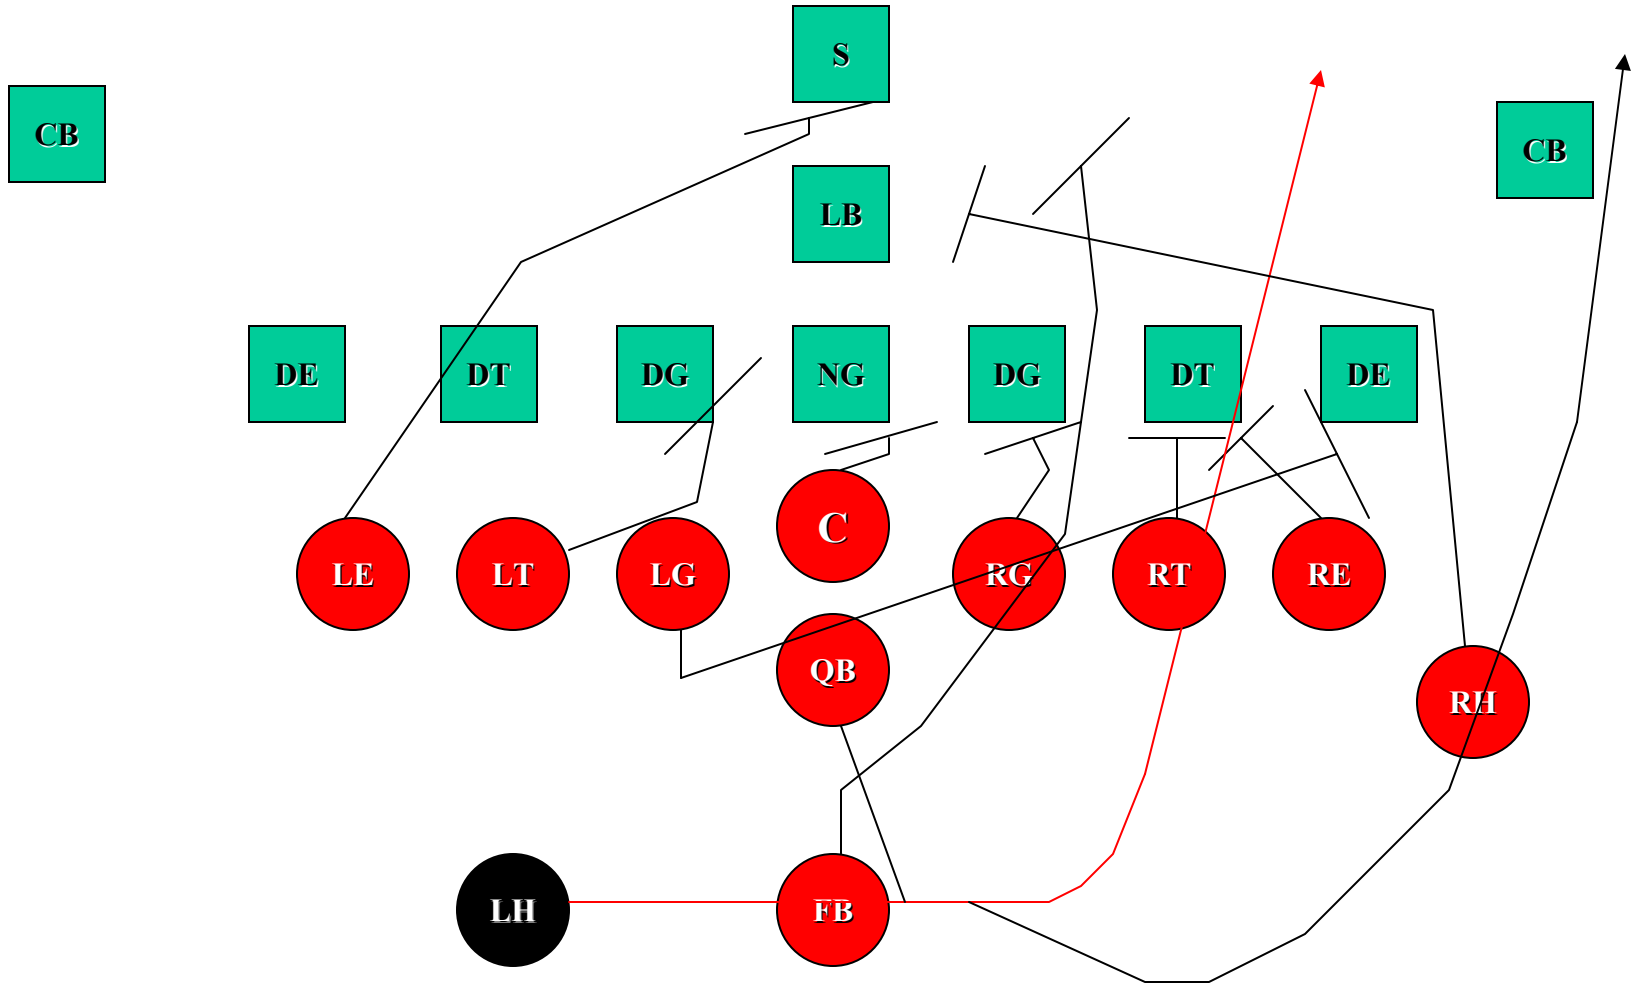 S
CB
CB
LB
DE
DT
DG
NG
DG
DT
DE
C
LE
LT
LG
RG
RT
RE
QB
RH
LH
FB